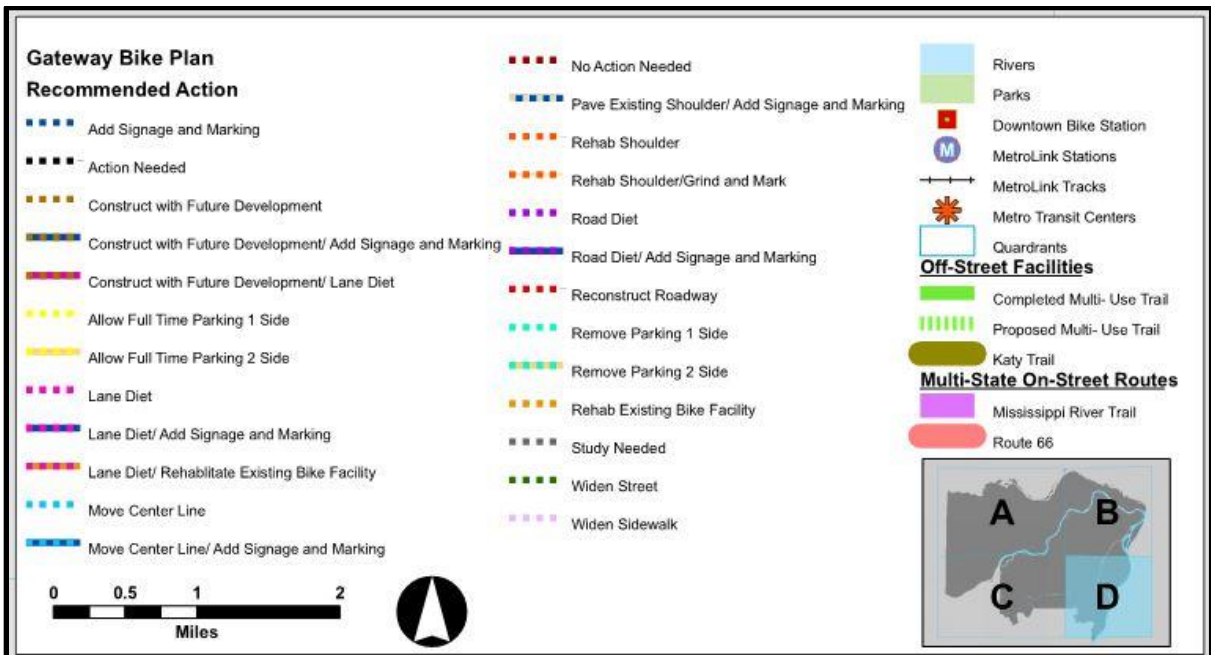 Gateway Bike Plan
Recommended Action
Add Signage and Marking
Action Needed
Construct with Future Development
Construct with Future Development/ Add Signage and Marking
Construct with Future Development/ Lane Diet
Allow Full Time Parking 1 Side
Allow Full Time Parking 2 Side
Lane Diet
Lane Diet/ Add Signage and Marking
Lane Diet/ Rehablitate Existing Bike Facility
Move Center Line
Move Center Line/ Add Signage and Marking
No Action Needed
Pave Existing Shoulder/ Add Signage and Marking
Rehab Shoulder
Rehab Shoulder/Grind and Mark
Road Diet
Road Diet/ Add Signage and Marking
Reconstruct Roadway
Remove Parking 1 Side
Remove Parking 2 Side
Rehab Existing Bike Facility
Study Needed
Widen Street
Widen Sidewalk
Rivers
Parks
Downtown Bike Station
M
MetroLink Stations
MetroLink Tracks
Metro Transit Centers
Quadrants
Off-Street Facilities
Completed Multi- Use Trail
Proposed Multi- Use Trail
Katy Trail
Multi-State On-Street Routes
Mississippi River Trail
Route 66
A B
C D
0 0.5 1 2
Miles